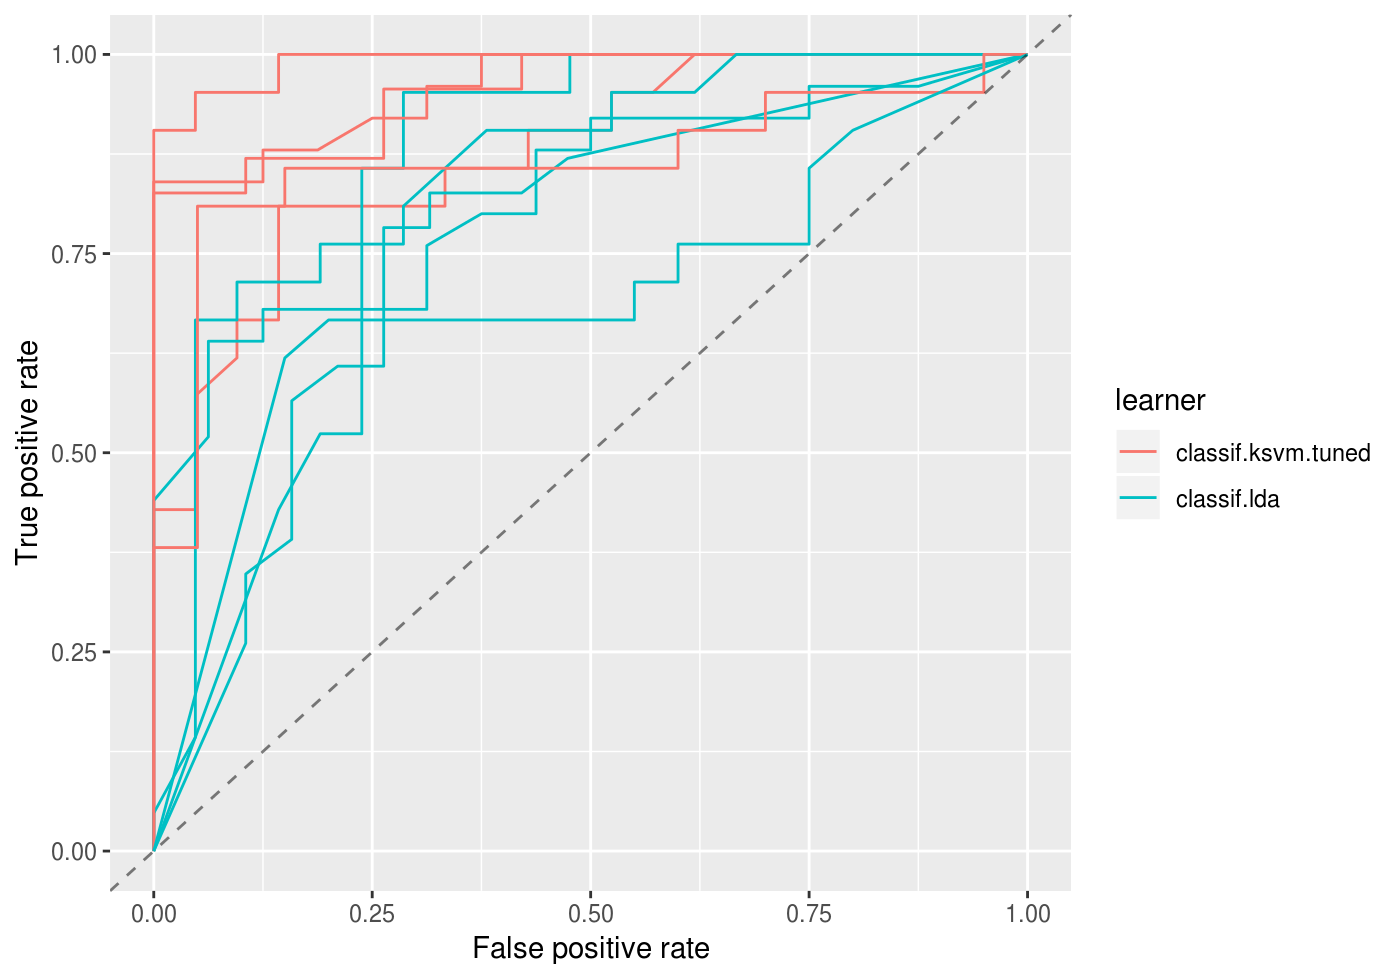 1.00
0.75
0.50
0.25
0.00
True positive rate
0.00 0.25 0.50 0.75 1.00
False positive rate
learner
classif.ksvm.tuned
classif.lda